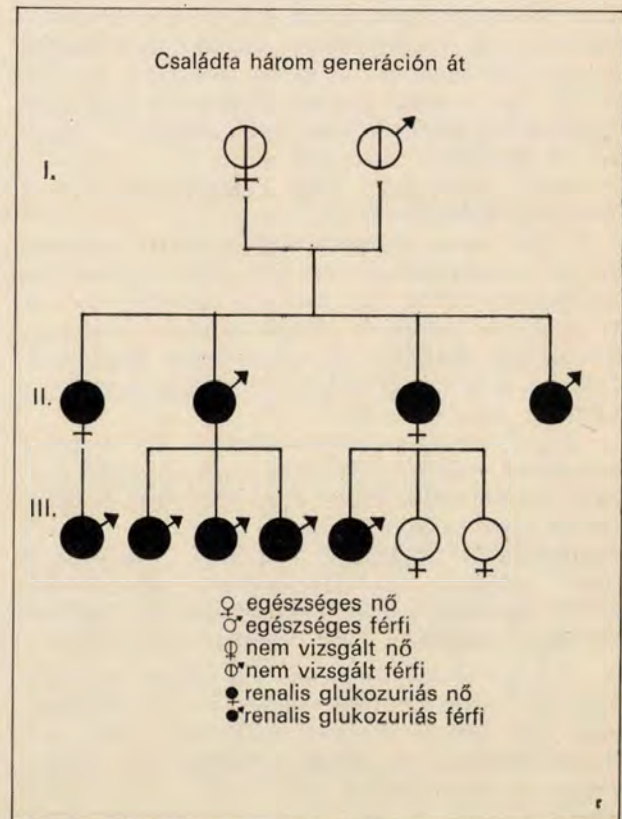 Családfa három generáción át
I.
II.
III.
♀ egészséges nő
♂ egészséges férfi
nem vizsgált nő
nem vizsgált férfi
renalis glukozuriás nő
renalis glukozuriás férfi
r